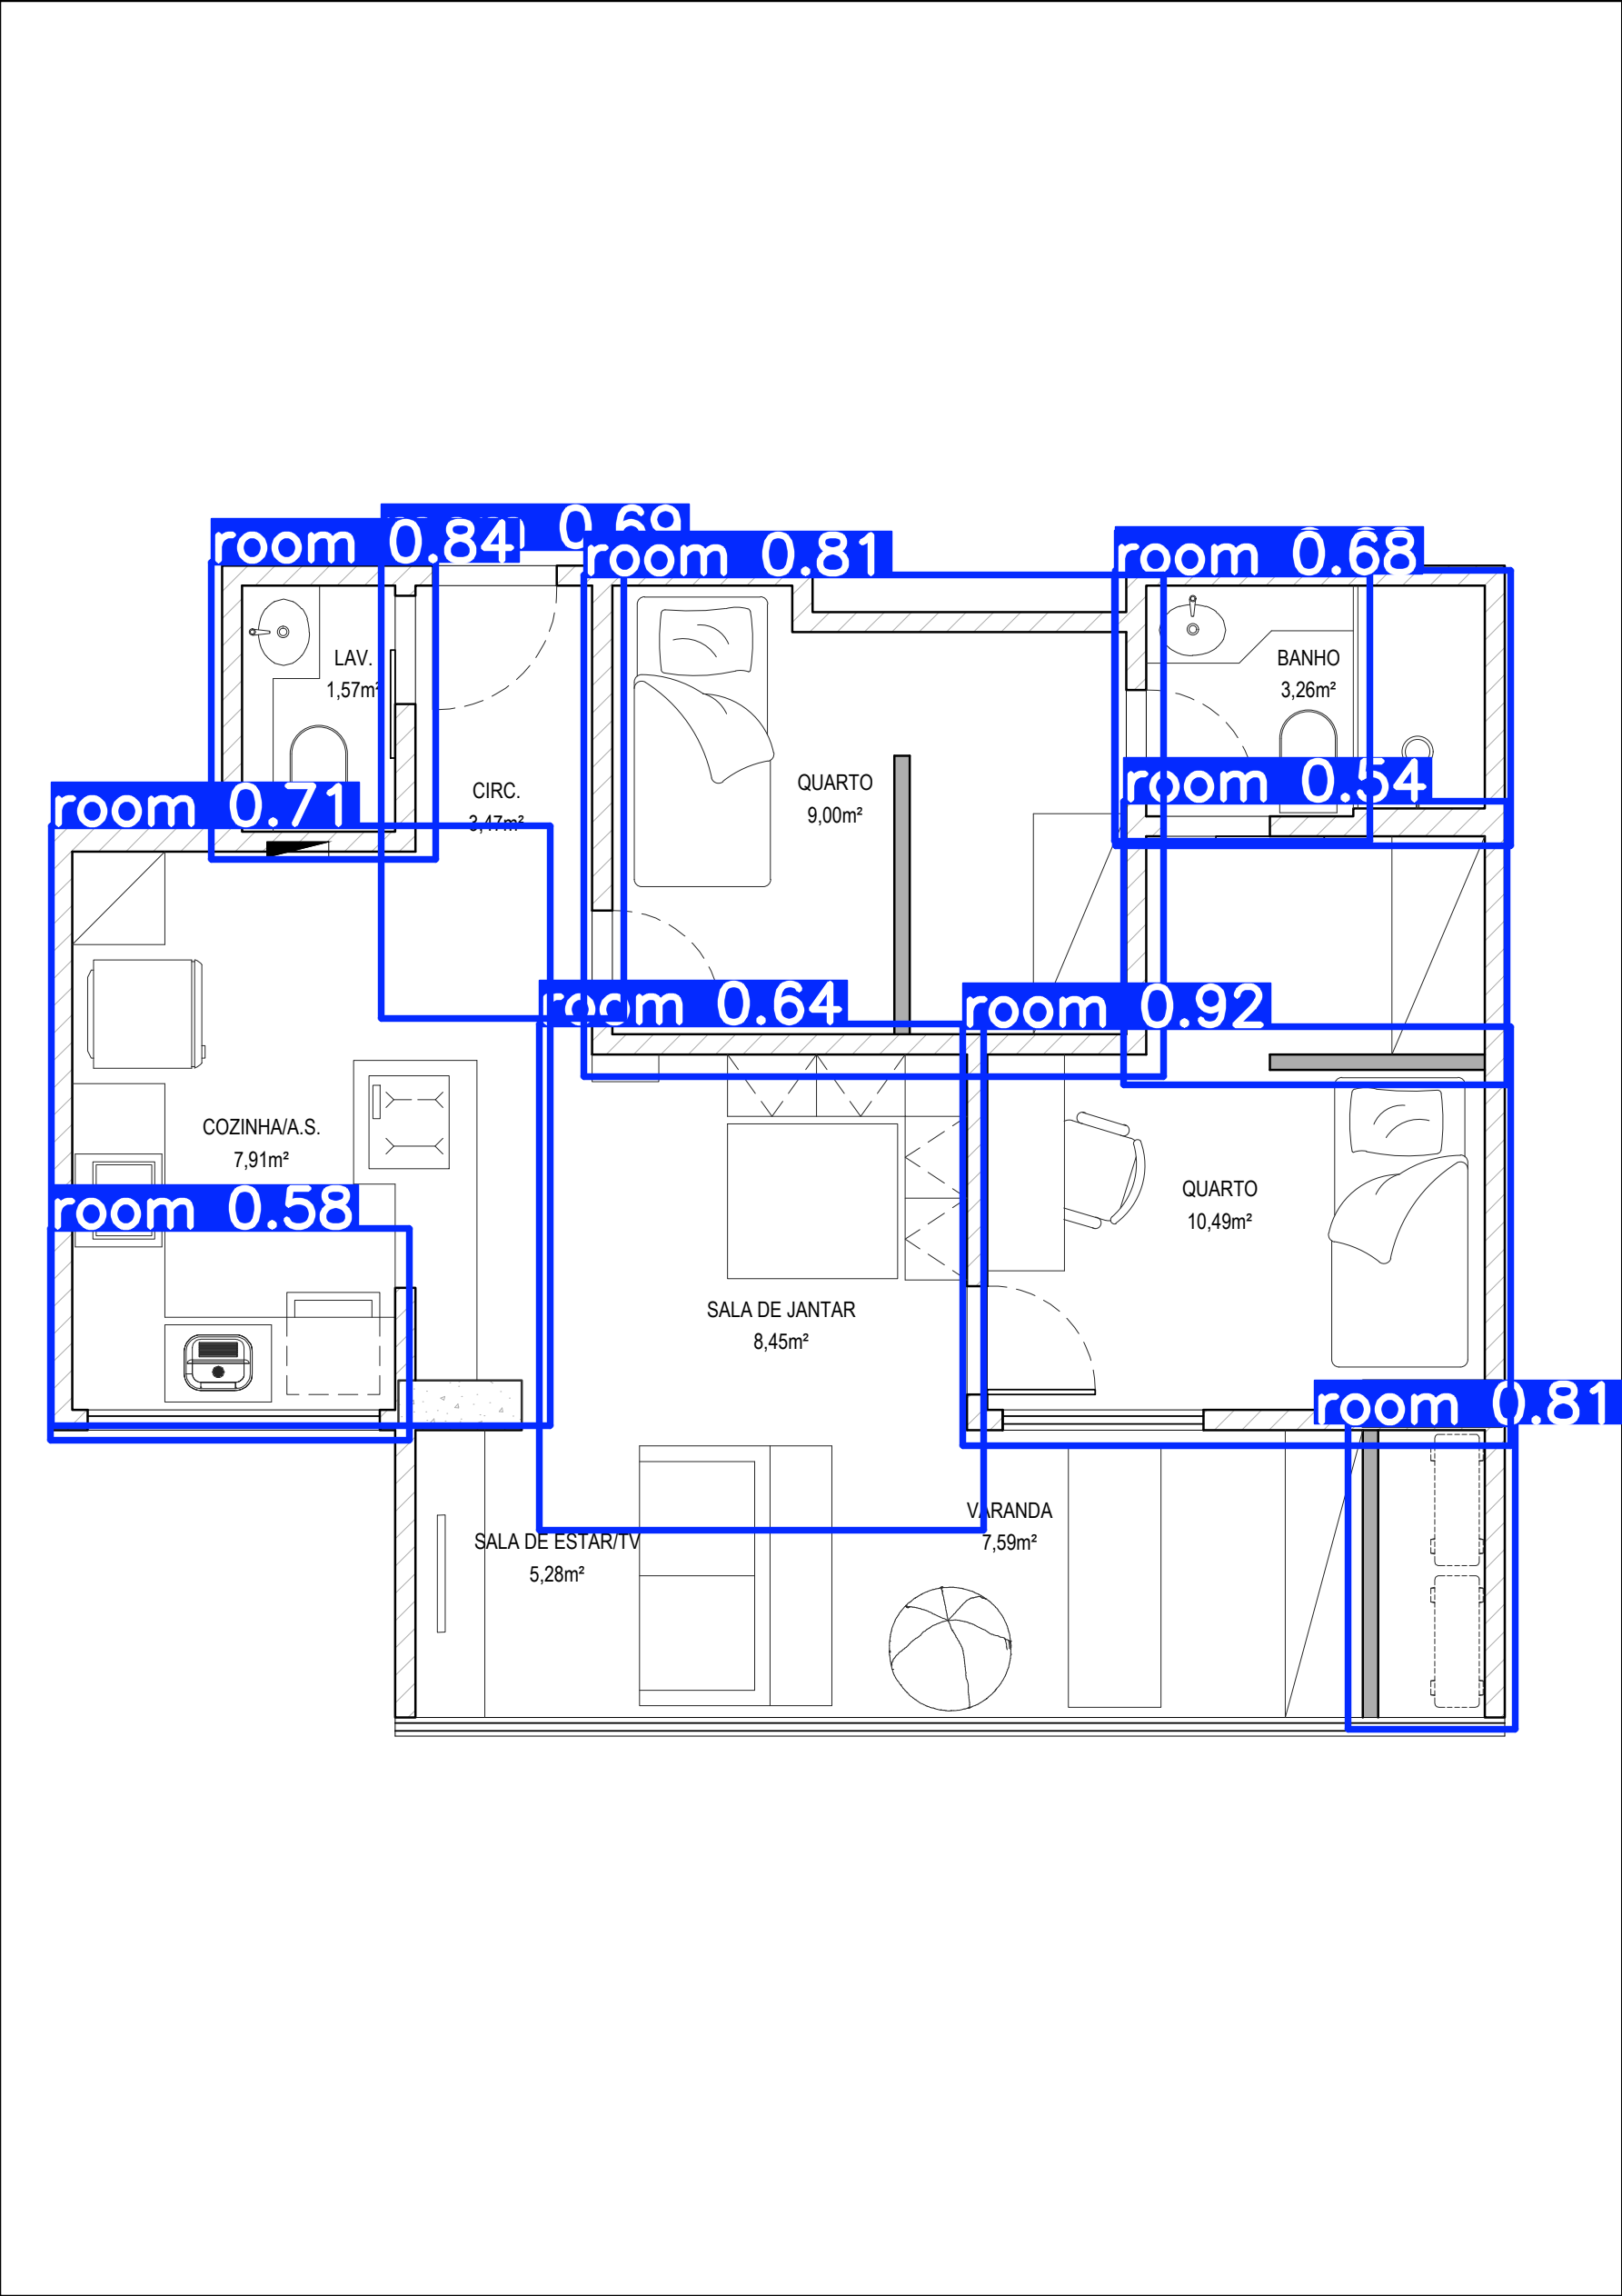 room 0.69
room 0.84
room 0.81
room 0.68
LAV.
1,57m²
BANHO
3,26m²
room 0.54
QUARTO
9,00m²
CIRC.
3,47m²
room 0.71
room 0.64
room 0.92
COZINHA/A.S.
7,91m²
QUARTO
10,49m²
room 0.58
SALA DE JANTAR
8,45m²
room 0.81
VARANDA
7,59m²
SALA DE ESTAR/TV
5,28m²